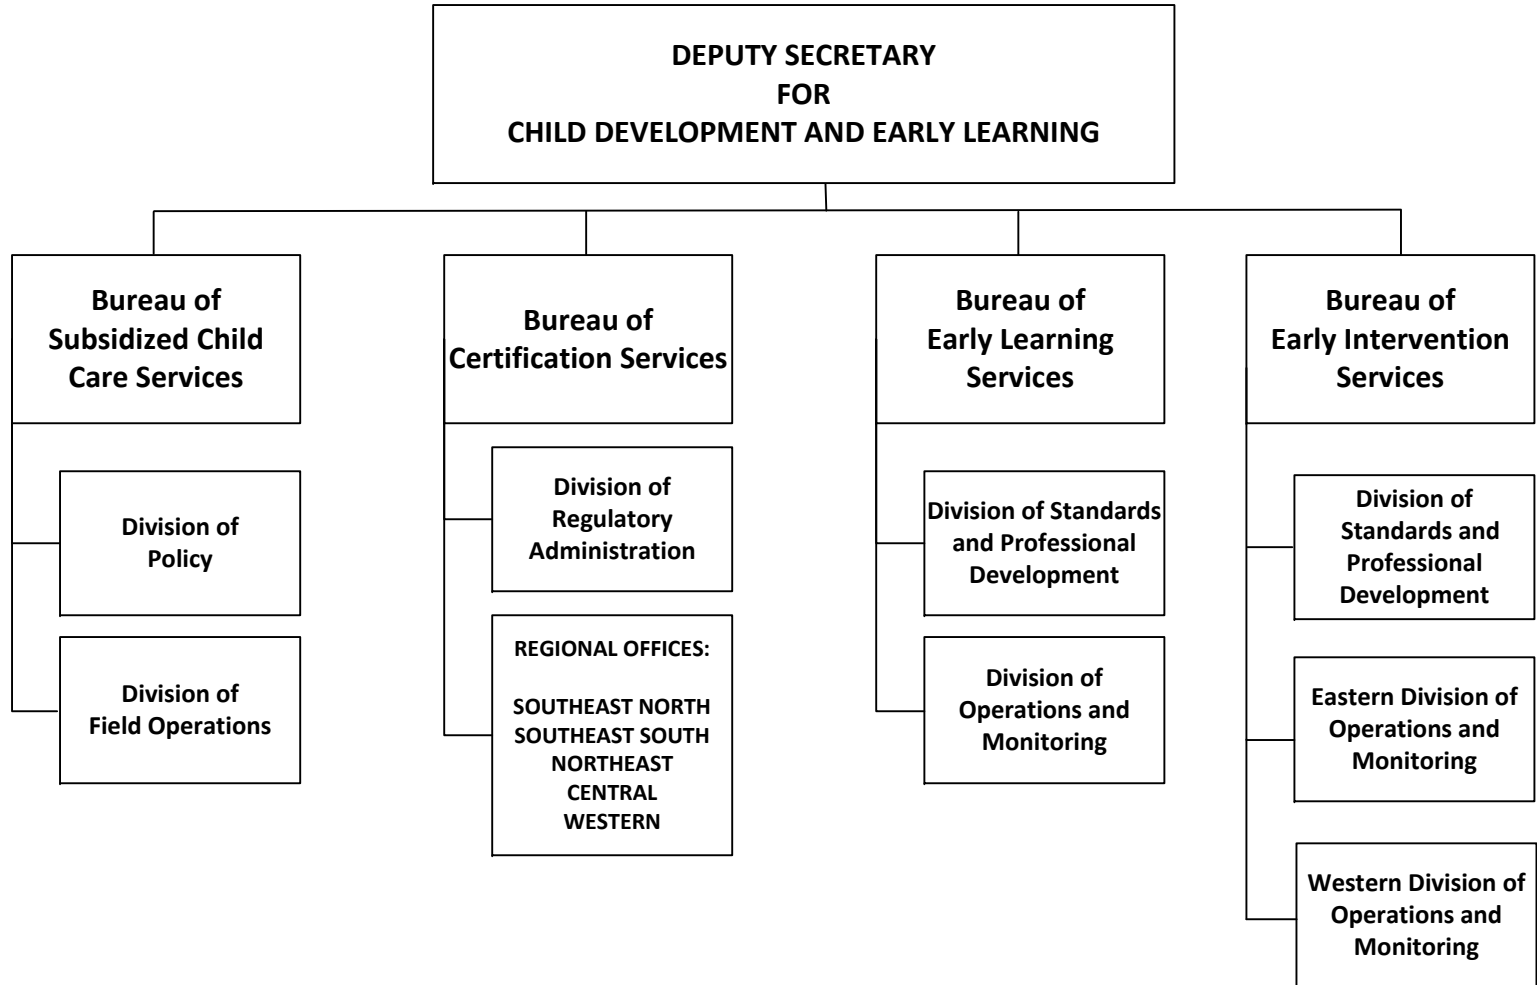 DEPUTY SECRETARY
FOR
CHILD DEVELOPMENT AND EARLY LEARNING
Bureau of
Subsidized Child
Care Services
Division of
Policy
Division of
Field Operations
Bureau of
Certification Services
Division of
Regulatory
Administration
REGIONAL OFFICES:
SOUTHEAST NORTH
SOUTHEAST SOUTH
NORTHEAST
CENTRAL
WESTERN
Bureau of
Early Learning
Services
Division of Standards
and Professional
Development
Division of
Operations and
Monitoring
Bureau of
Early Intervention
Services
Division of
Standards and
Professional
Development
Eastern Division of
Operations and
Monitoring
Western Division of
Operations and
Monitoring